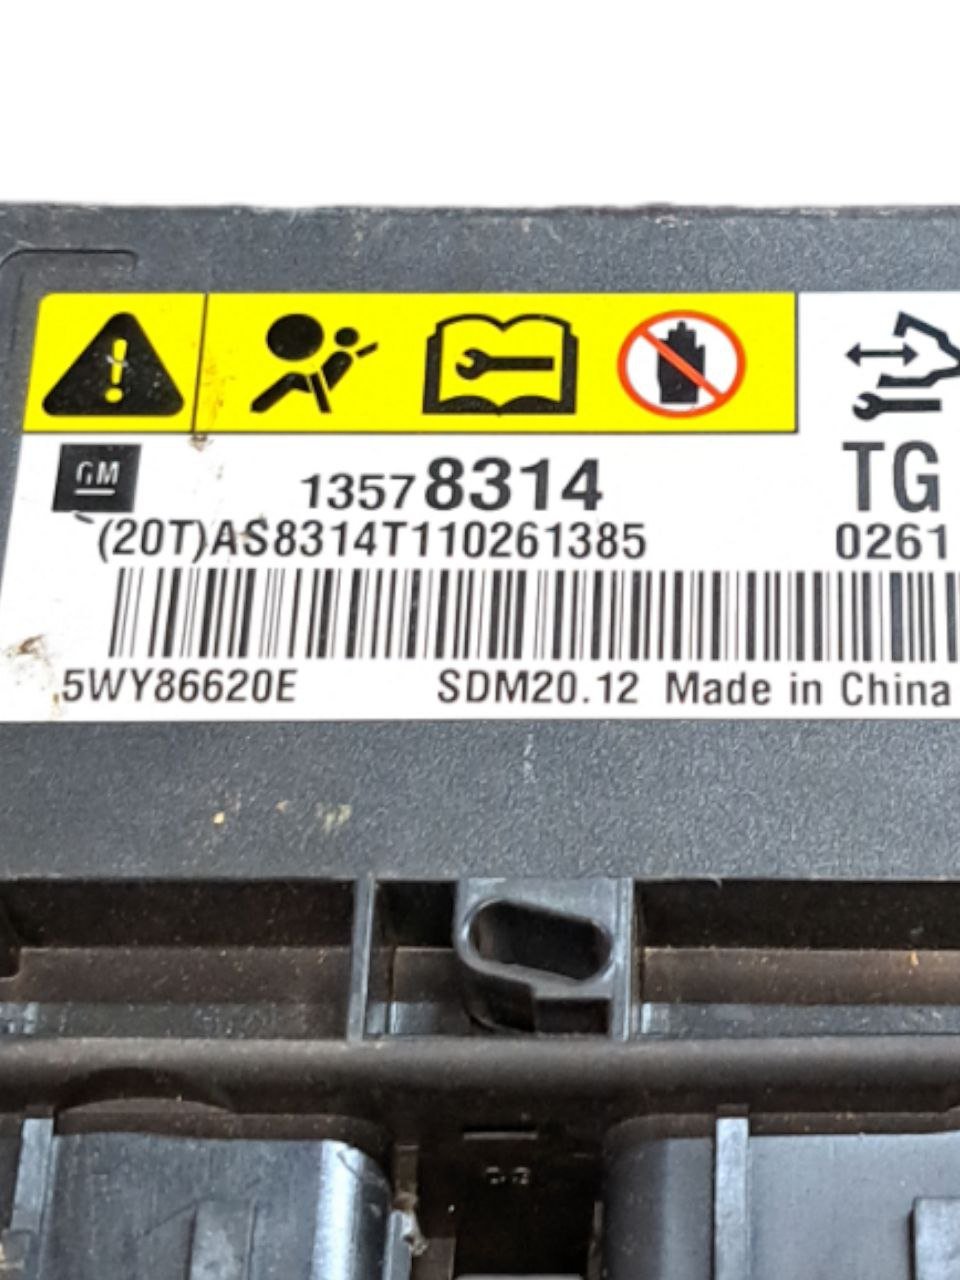 GM 13578314 TG
(20T)AS8314T110261385 0261
5WY86620E SDM20.12 Made in China